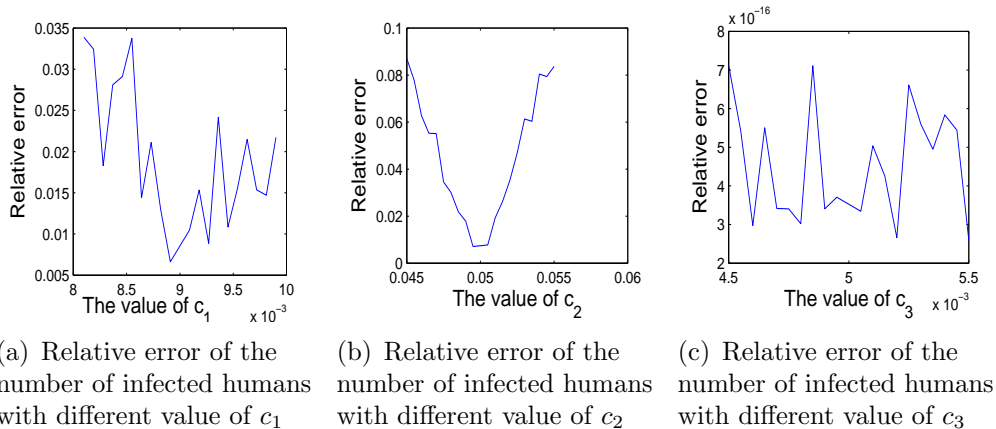 0.035
0.03
0.025
0.02
0.015
0.01
0.005
8
8.5
9
9.5
10
Relative error
The value of c1
x 10^-3
0.1
0.08
0.06
0.04
0.02
0
0.045
0.05
0.055
0.06
Relative error
The value of c2
x 10^-16
8
7
6
5
4
3
2
4.5
5
5.5
Relative error
The value of c3
x 10^-3
(a) Relative error of the
number of infected humans
with different value of c1
(b) Relative error of the
number of infected humans
with different value of c2
(c) Relative error of the
number of infected humans
with different value of c3